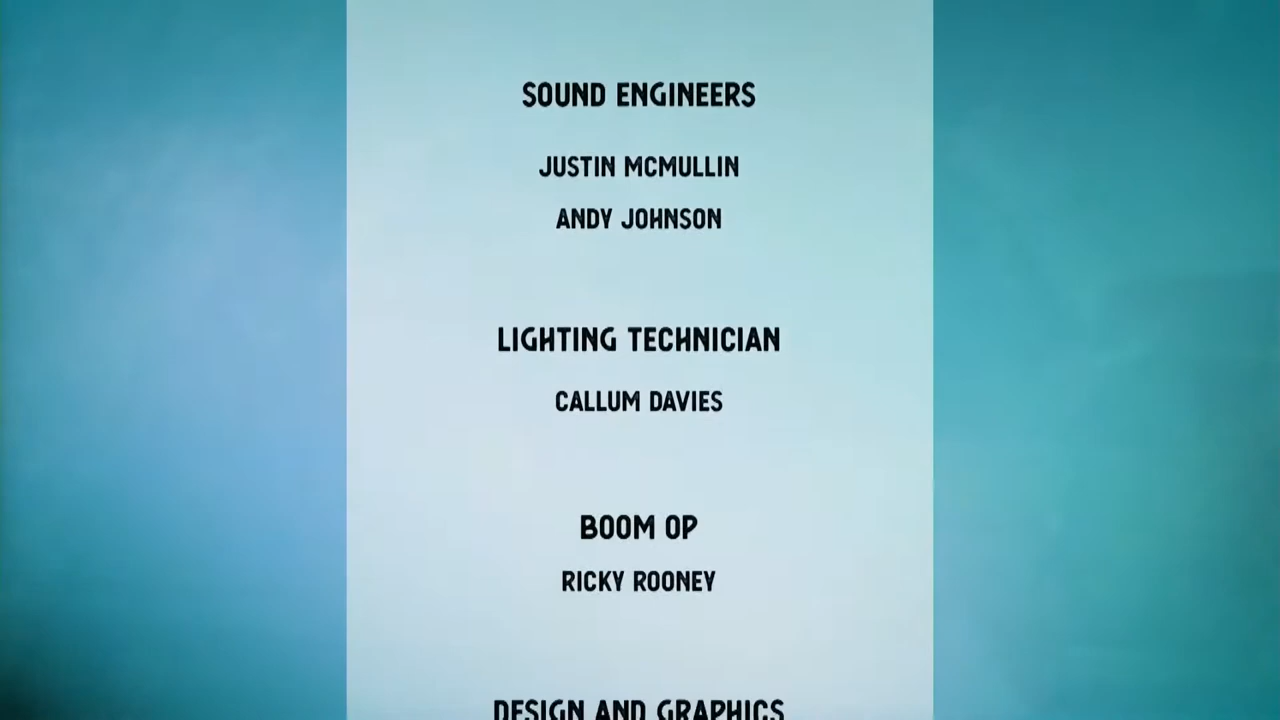 SOUND ENGINEERS
JUSTIN MCMULLIN
ANDY JOHNSON
LIGHTING TECHNICIAN
CALLUM DAVIES
BOOM OP
RICKY ROONEY
DESIGN AND GRAPHICS